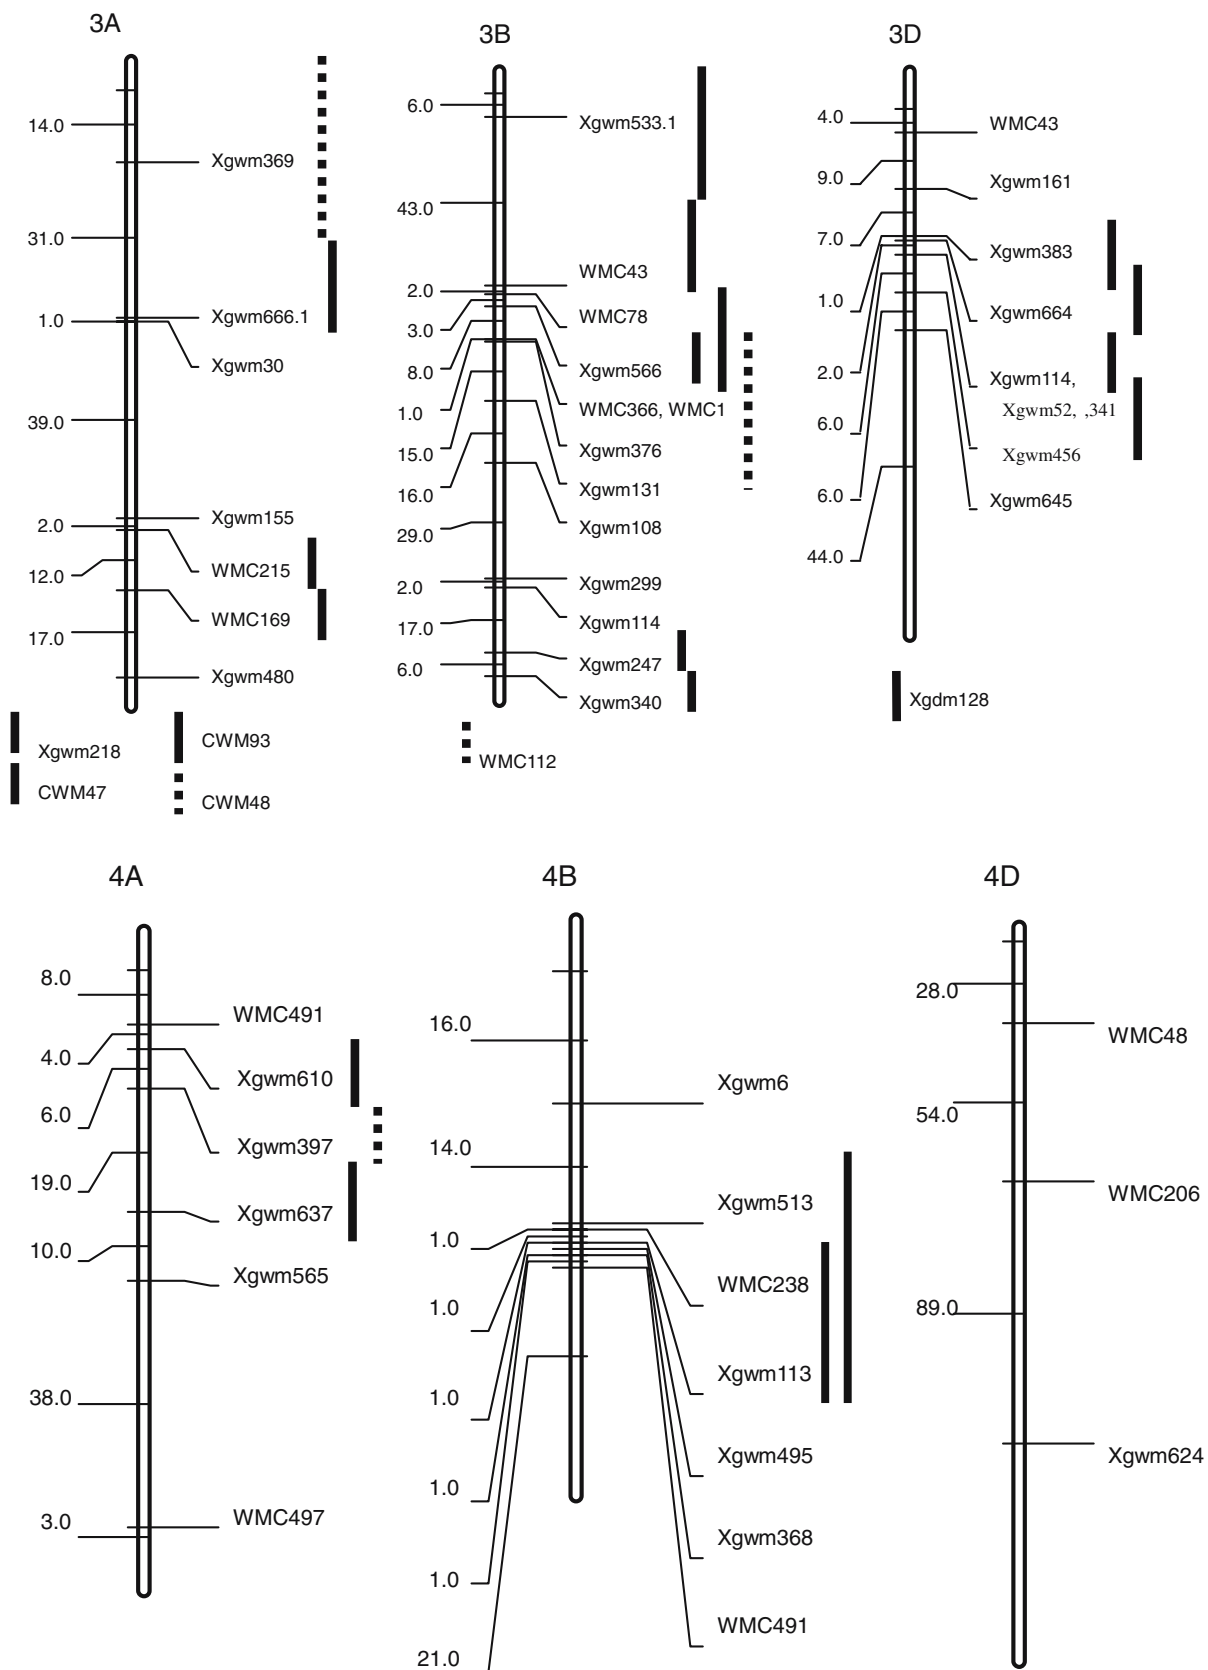 3A
14.0
Xgwm369
31.0
Xgwm666.1
1.0
Xgwm30
39.0
Xgwm155
2.0
WMC215
12.0
WMC169
17.0
Xgwm480
Xgwm218
CWM93
CWM47
CWM48
3B
6.0
Xgwm533.1
43.0
WMC43
2.0
WMC78
3.0
Xgwm566
8.0
WMC366, WMC1
1.0
Xgwm376
15.0
Xgwm131
16.0
Xgwm108
29.0
Xgwm299
2.0
Xgwm114
17.0
Xgwm247
6.0
Xgwm340
WMC112
3D
4.0
WMC43
9.0
Xgwm161
7.0
Xgwm383
1.0
Xgwm664
2.0
Xgwm114,
Xgwm52, ,341
6.0
Xgwm456
6.0
Xgwm645
44.0
Xgdm128
4A
8.0
WMC491
4.0
Xgwm610
6.0
Xgwm397
19.0
Xgwm637
10.0
Xgwm565
38.0
WMC497
3.0
4B
16.0
Xgwm6
14.0
Xgwm513
1.0
WMC238
1.0
Xgwm113
1.0
Xgwm495
1.0
Xgwm368
1.0
WMC491
21.0
4D
28.0
WMC48
54.0
WMC206
89.0
Xgwm624